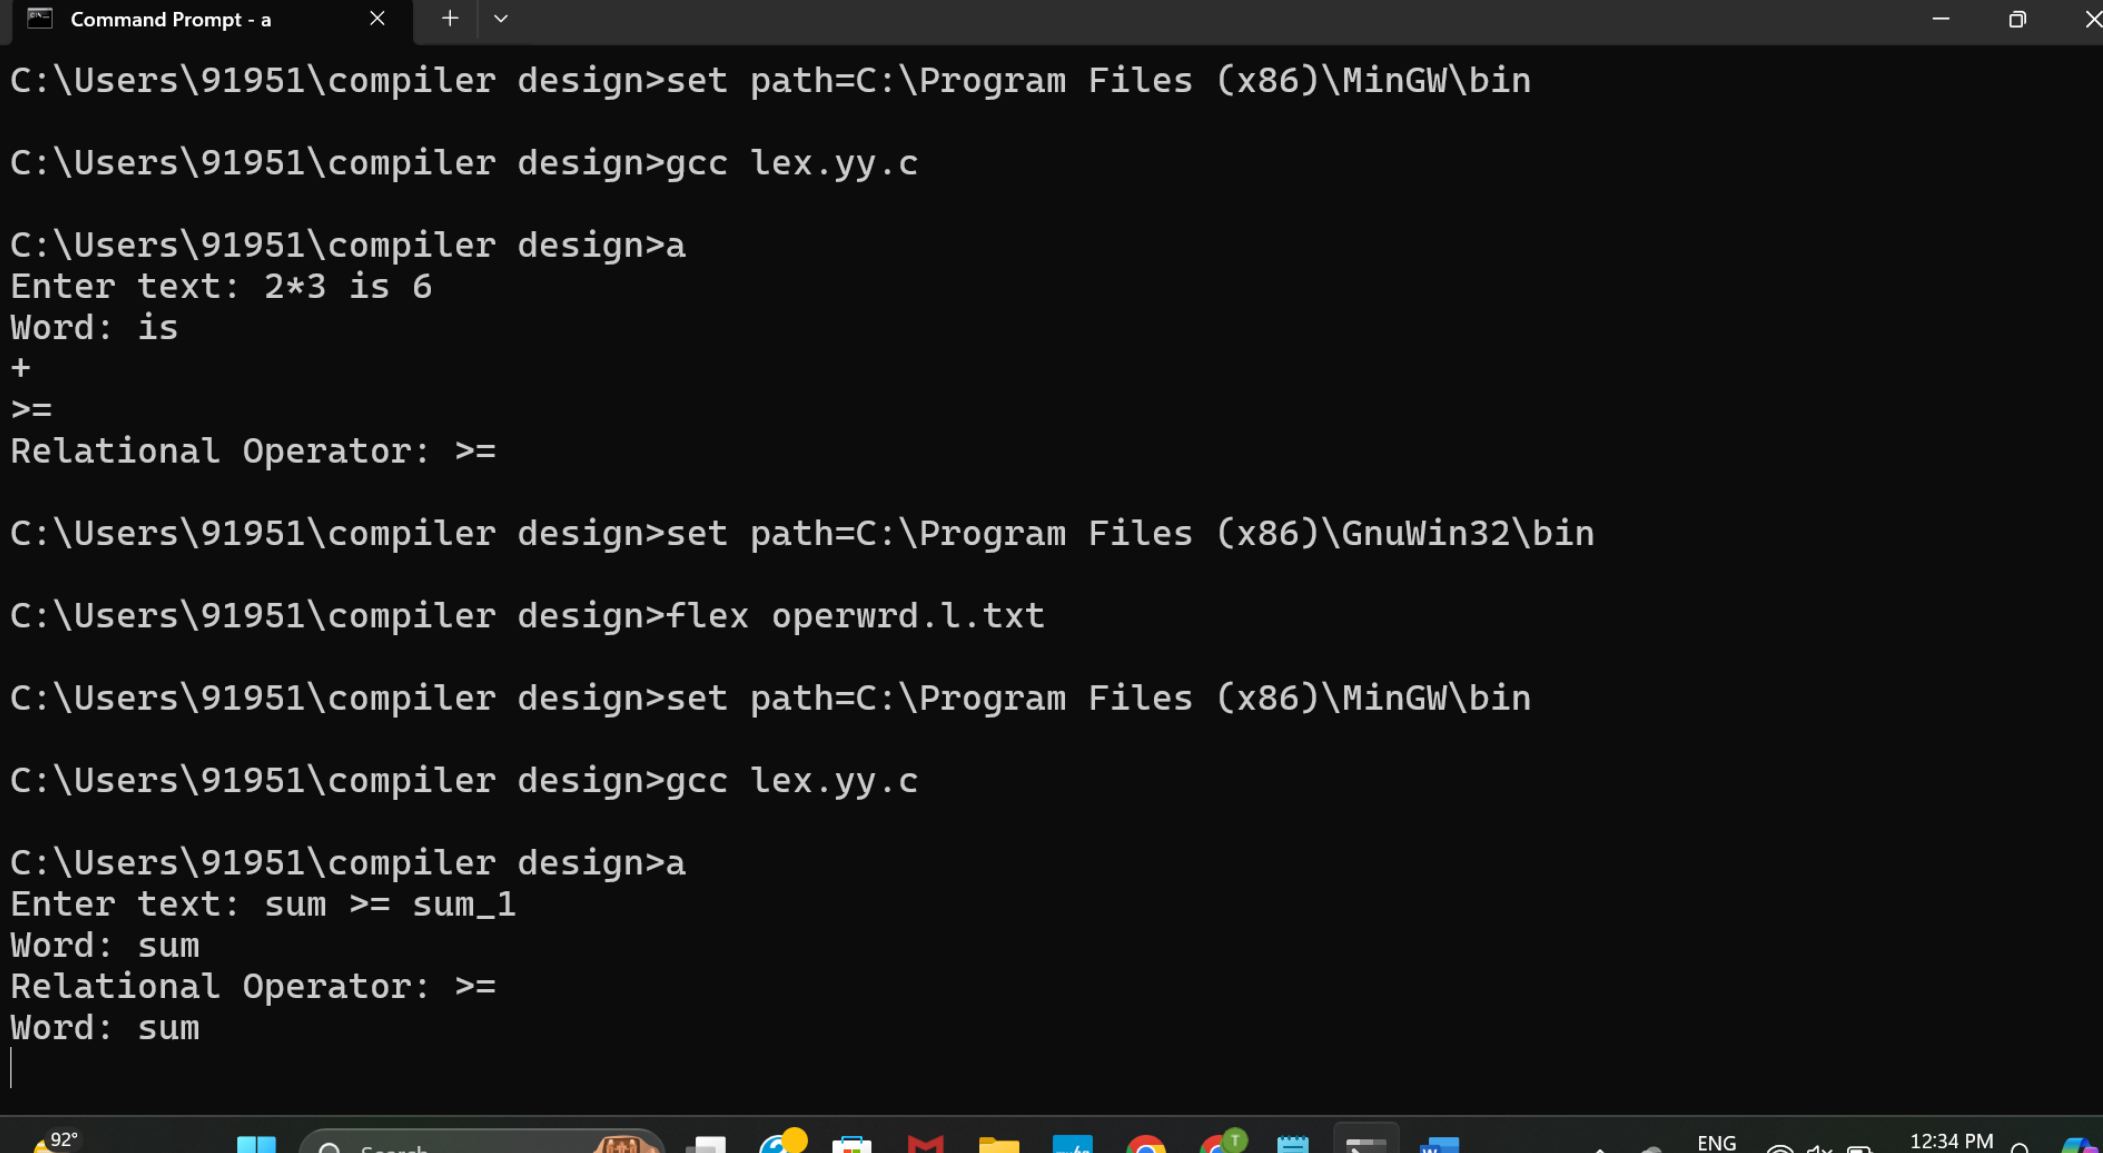 Command Prompt - a
C:\Users\91951\compiler design>set path=C:\Program Files (x86)\MinGW\bin
C:\Users\91951\compiler design>gcc lex.yy.c
C:\Users\91951\compiler design>a
Enter text: 2*3 is 6
Word: is
+
>=
Relational Operator: >=
C:\Users\91951\compiler design>set path=C:\Program Files (x86)\GnuWin32\bin
C:\Users\91951\compiler design>flex operwrd.l.txt
C:\Users\91951\compiler design>set path=C:\Program Files (x86)\MinGW\bin
C:\Users\91951\compiler design>gcc lex.yy.c
C:\Users\91951\compiler design>a
Enter text: sum >= sum_1
Word: sum
Relational Operator: >=
Word: sum
92° Search T ENG 12:34 PM